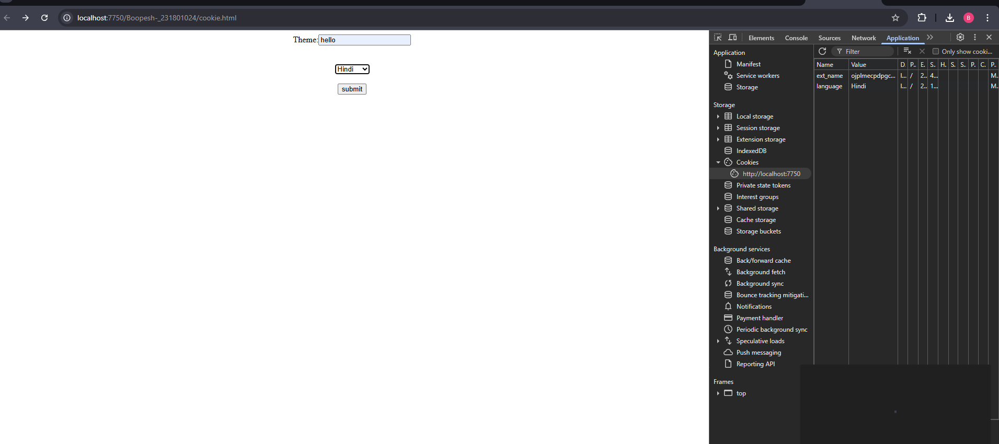 localhost:7750/Boopesh-_231801024/cookie.html
B
Theme: hello
Hindi
submit
Elements Console Sources Network Application
Application
Manifest
Service workers
Storage
Storage
Local storage
Session storage
Extension storage
IndexedDB
Cookies
http://localhost:7750
Private state tokens
Interest groups
Shared storage
Cache storage
Storage buckets
Background services
Back/forward cache
Background fetch
Background sync
Bounce tracking mitigati...
Notifications
Payment handler
Periodic background sync
Speculative loads
Push messaging
Reporting API
Frames
top
Filter Only show cooki...
Name Value D. P.. E. S.. H. S. S.. P. C. P.
ext_name ojplmecpdpgc... l... / 2.. 4... M.
language Hindi l... / 2.. 1... M.